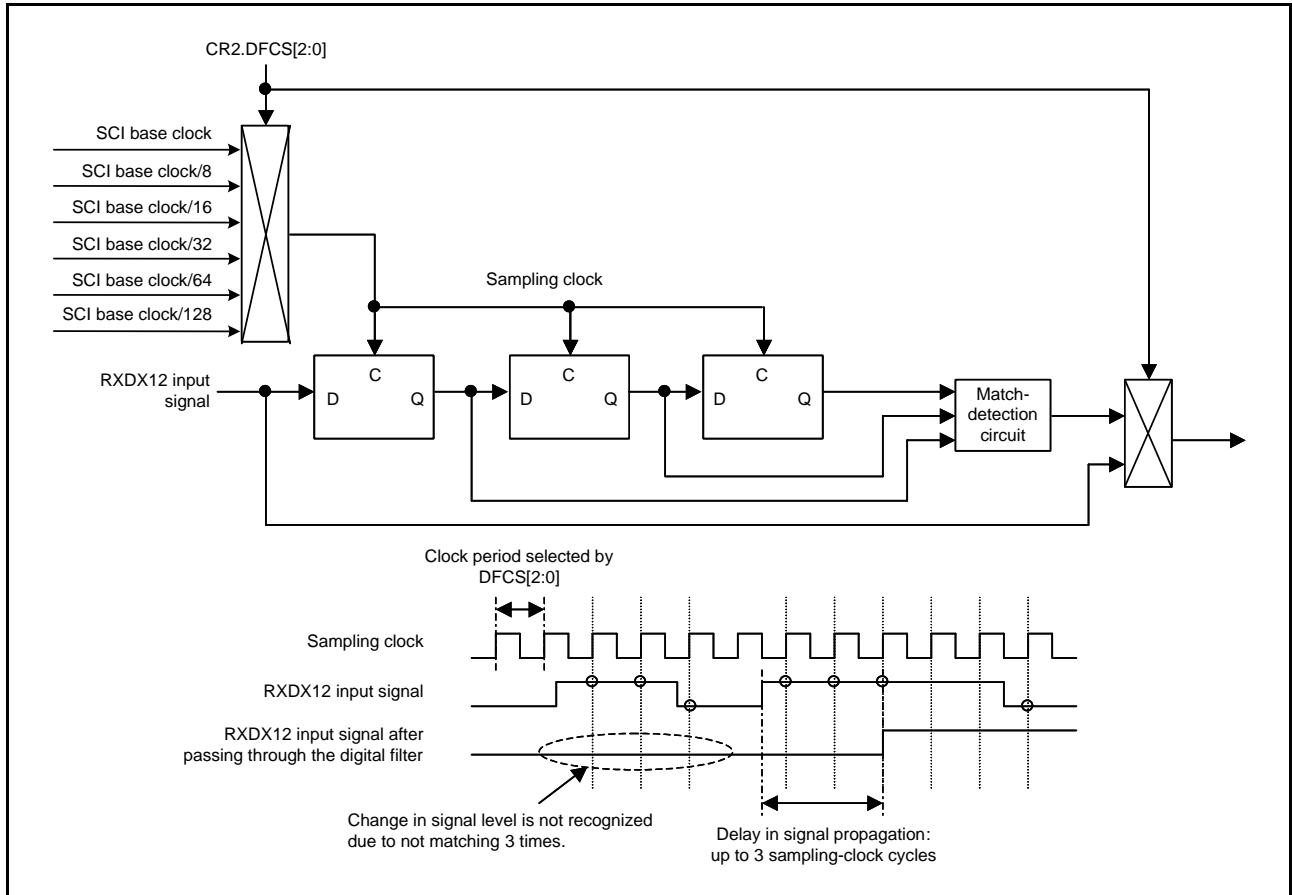 CR2.DFCS[2:0]
SCI base clock
SCI base clock/8
SCI base clock/16
SCI base clock/32
SCI base clock/64
SCI base clock/128
Sampling clock
RXDX12 input
signal
C
D
Q
C
D
Q
C
D
Q
Match-
detection
circuit
Clock period selected by
DFCS[2:0]
Sampling clock
RXDX12 input signal
RXDX12 input signal after
passing through the digital filter
Change in signal level is not recognized
due to not matching 3 times.
Delay in signal propagation:
up to 3 sampling-clock cycles